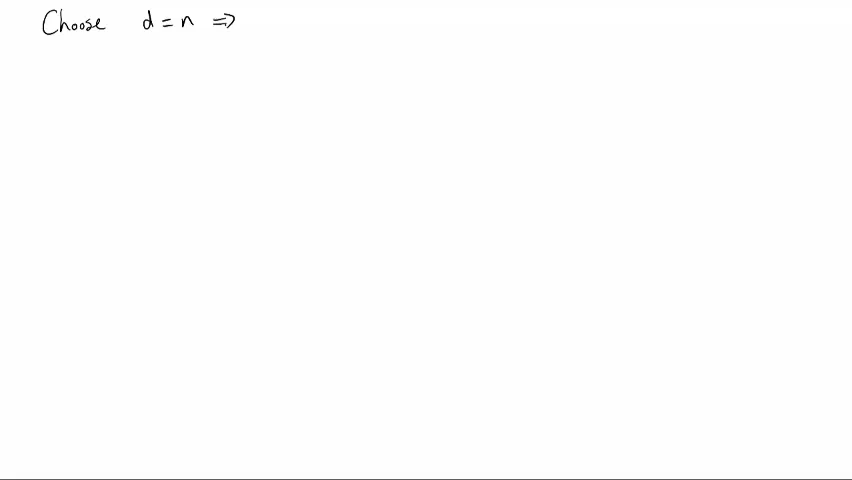 Choose d = n ⇒